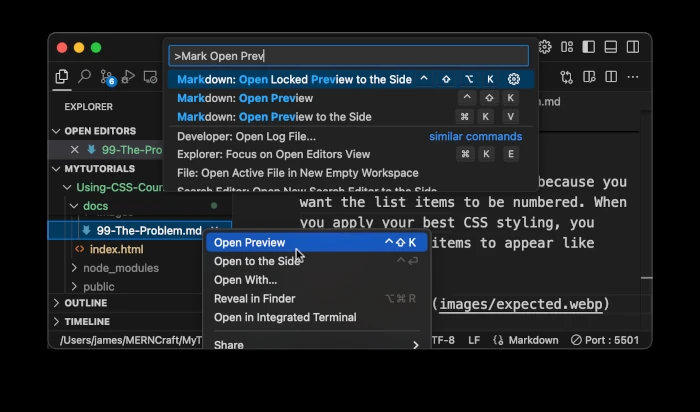 >Mark Open Prev
Markdown: Open Locked Preview to the Side ^ ⇧ ⌥ K
Markdown: Open Preview ^ ⇧ K
Markdown: Open Preview to the Side ⌘ K V
Developer: Open Log File... similar commands
Explorer: Focus on Open Editors View ⌘ K E
File: Open Active File in New Empty Workspace
Search Editor: Open New Search Editor to the Side
6
EXPLORER
OPEN EDITORS
99-The-Pro
MYTUTORIALS
Using-CSS-Coun
docs
images
99-The-Problem.md
index.html
node_modules
public
OUTLINE
TIMELINE
.md
because you
want the list items to be numbered. When
you apply your best CSS styling, you
items to appear like
(images/expected.webp)
Open Preview ^⇧K
Open to the Side ^⏎
Open With...
Reveal in Finder ⌥⌘R
Open in Integrated Terminal
Share
/Users/james/MERNCraft/MyT
TF-8 LF Markdown Port : 5501